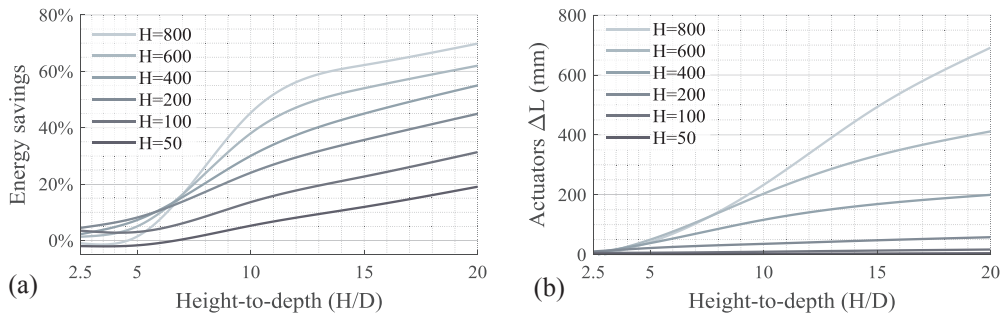 80%
60%
40%
20%
0%
Energy savings
H=800
H=600
H=400
H=200
H=100
H=50
2.5 5 10 15 20
Height-to-depth (H/D)
(a)
800
600
400
200
0
Actuators ΔL (mm)
H=800
H=600
H=400
H=200
H=100
H=50
2.5 5 10 15 20
Height-to-depth (H/D)
(b)